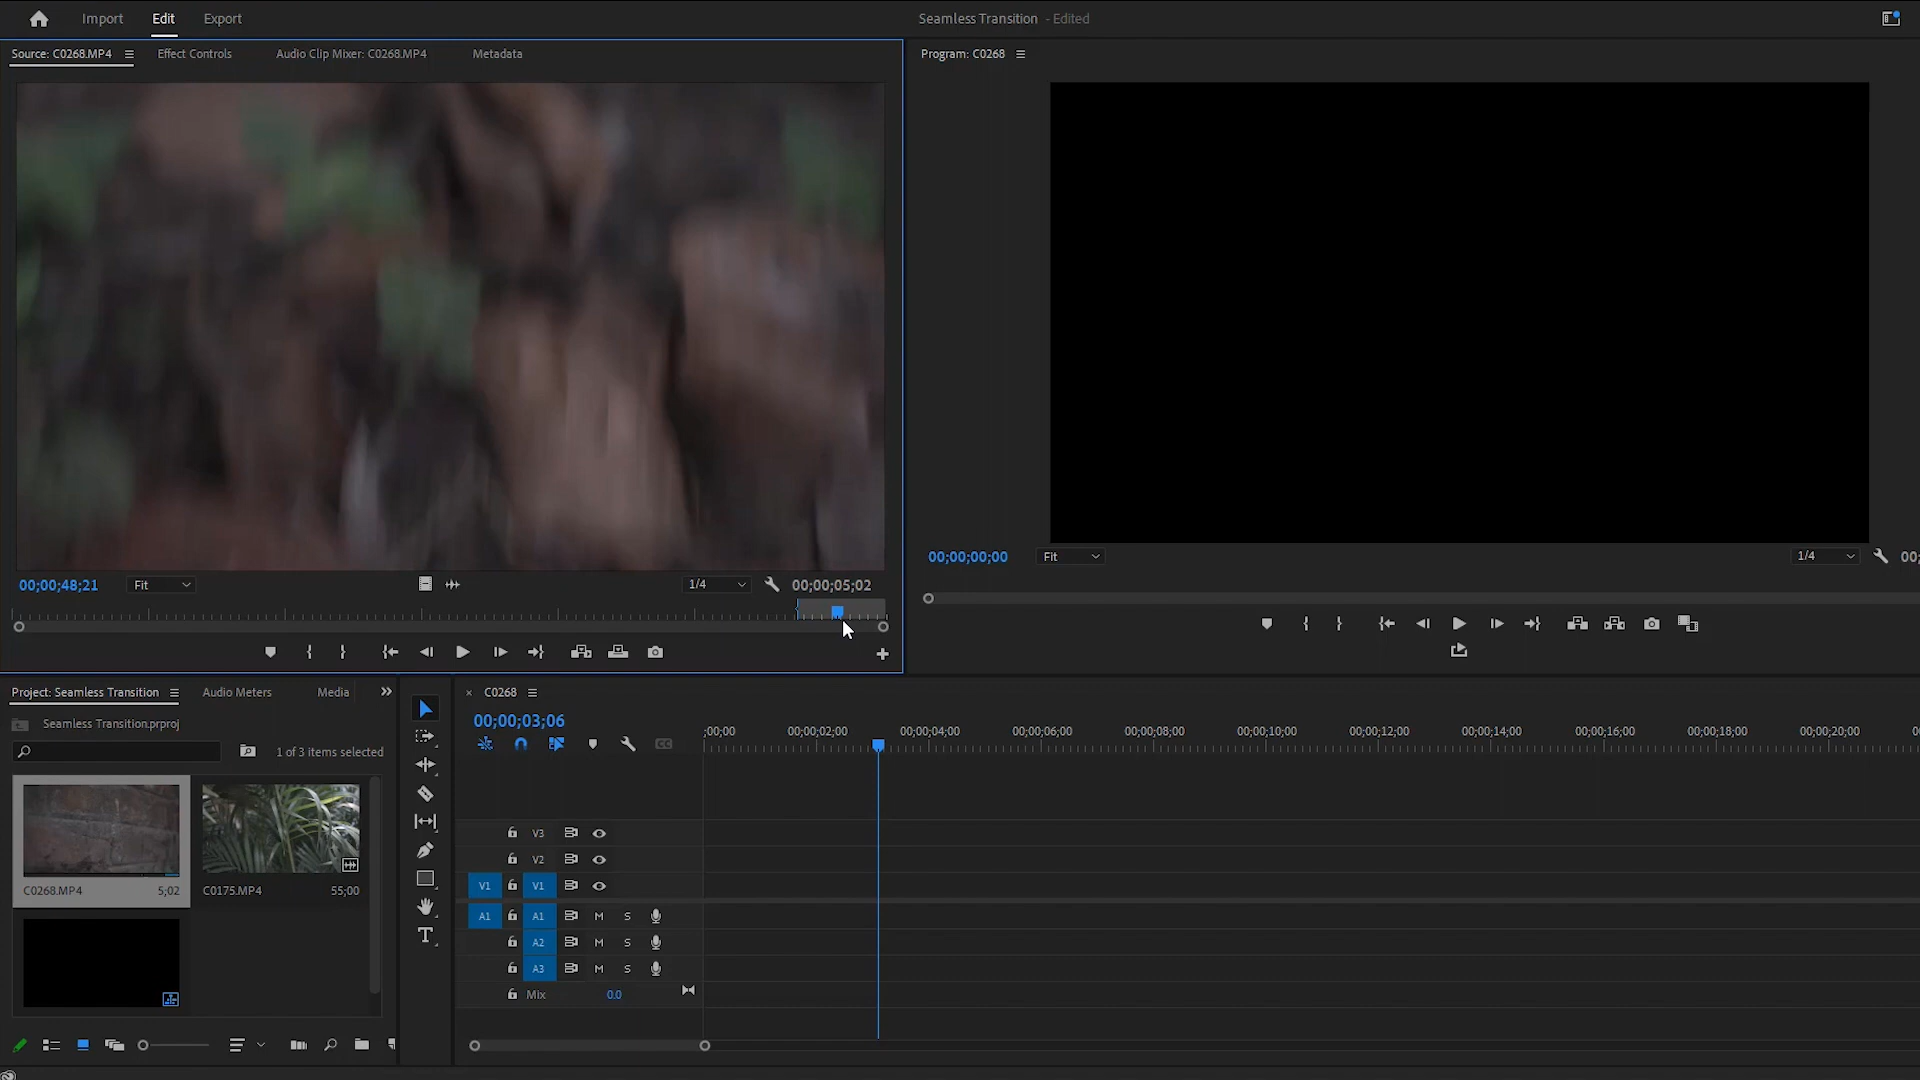 Import Edit Export
Seamless Transition - Edited
Source: C0268.MP4 Effect Controls Audio Clip Mixer: C0268.MP4 Metadata
Program: C0268
00;00;48;21 Fit 1/4 00;00;05;02
00;00;00;00 Fit 1/4
Project: Seamless Transition Audio Meters Media
Seamless Transition.prproj
1 of 3 items selected
C0268.MP4 5;02
C0175.MP4 55;00
× C0268
00;00;03;06
CC
;00;00 00;00;02;00 00;00;04;00 00;00;06;00 00;00;08;00 00;00;10;00 00;00;12;00 00;00;14;00 00;00;16;00 00;00;18;00 00;00;20;00
V3
V2
V1 V1
A1 A1 M S
A2 M S
A3 M S
Mix 0.0